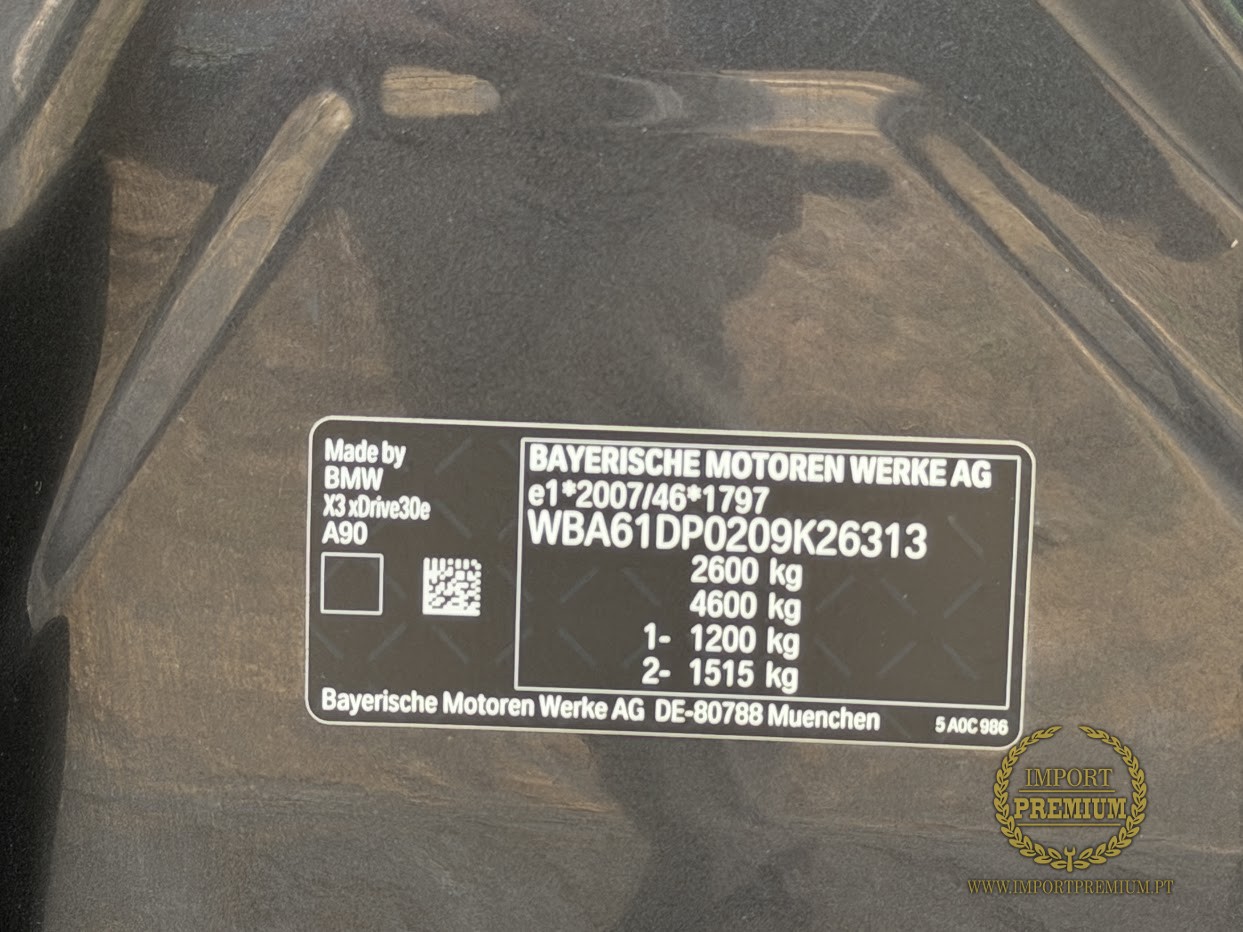 Made by
BMW
X3 xDrive30e
A90
BAYERISCHE MOTOREN WERKE AG
e1*2007/46*1797
WBA61DP0209K26313
2600 kg
4600 kg
1- 1200 kg
2- 1515 kg
Bayerische Motoren Werke AG DE-80788 Muenchen
5 A0C 986
IMPORT
PREMIUM
WWW.IMPORTPREMIUM.PT